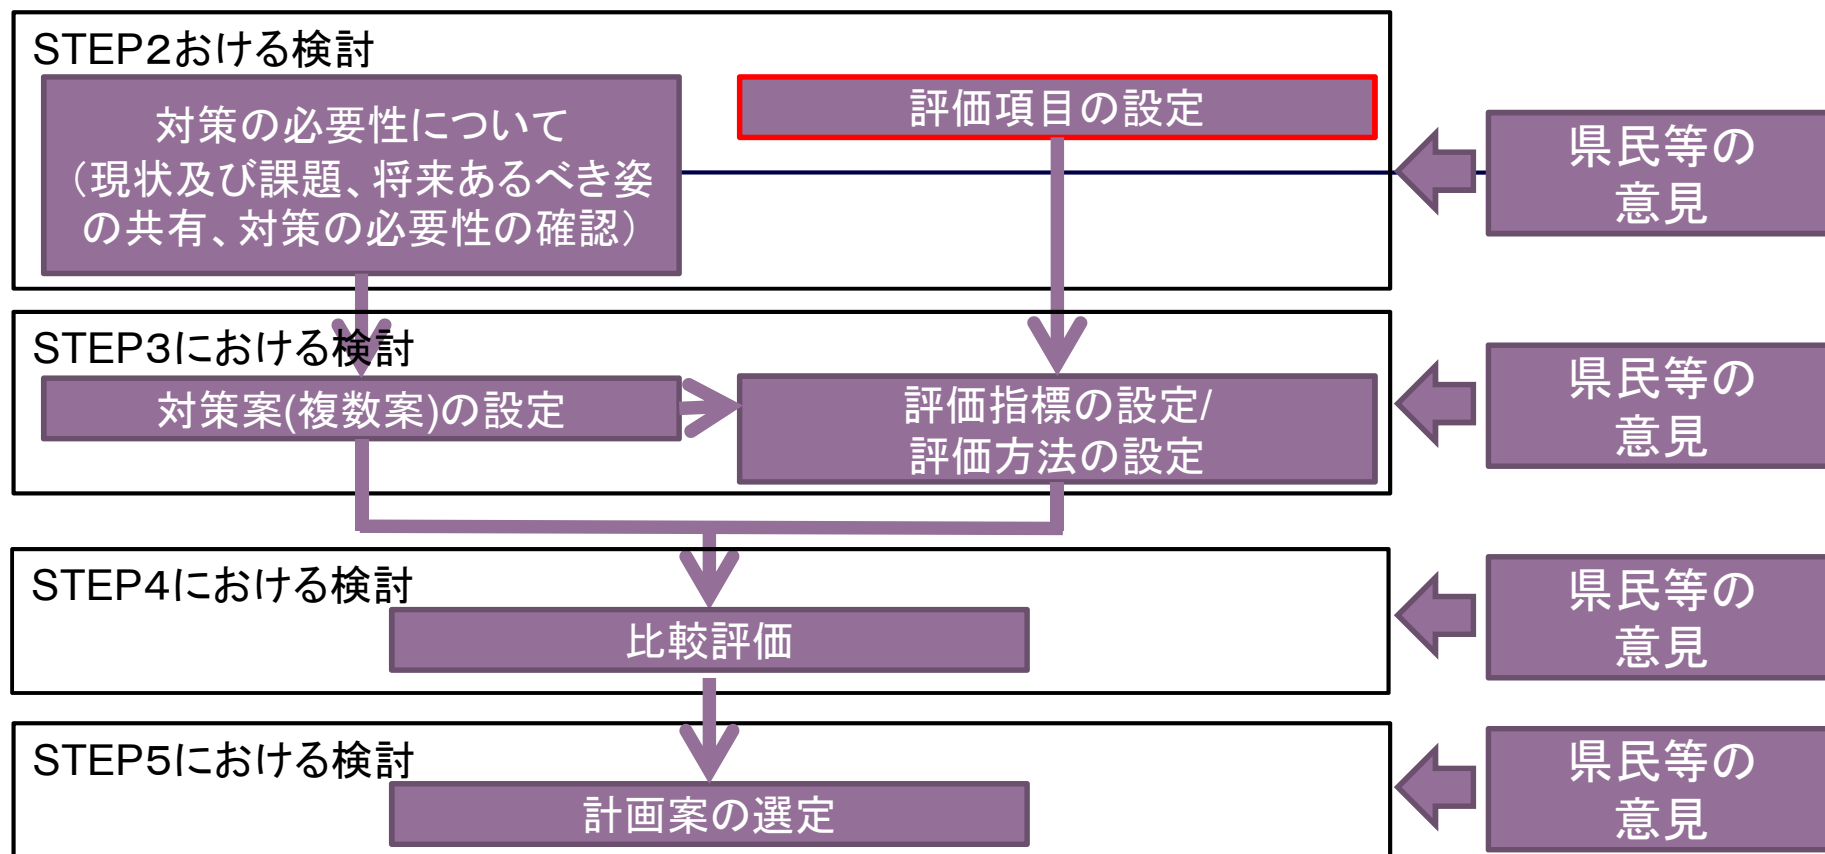 STEP2おける検討
対策の必要性について
（現状及び課題、将来あるべき姿
の共有、対策の必要性の確認）
評価項目の設定
県民等の
意見
STEP3における検討
対策案(複数案)の設定
評価指標の設定/
評価方法の設定
県民等の
意見
STEP4における検討
比較評価
県民等の
意見
STEP5における検討
計画案の選定
県民等の
意見